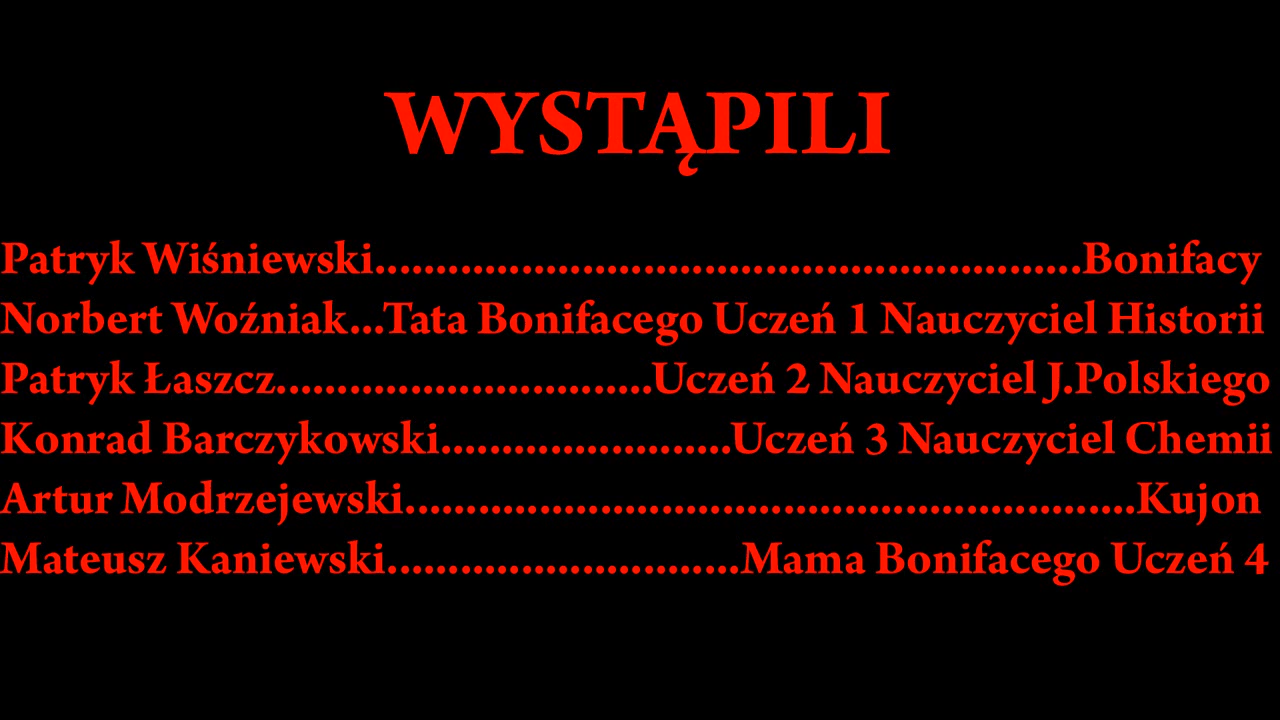 WYSTĄPILI
Patryk Wiśniewski..........................................................Bonifacy
Norbert Woźniak...Tata Bonifacego Uczeń 1 Nauczyciel Historii
Patryk Łaszcz...............................Uczeń 2 Nauczyciel J.Polskiego
Konrad Barczykowski........................Uczeń 3 Nauczyciel Chemii
Artur Modrzejewski............................................................Kujon
Mateusz Kaniewski.............................Mama Bonifacego Uczeń 4